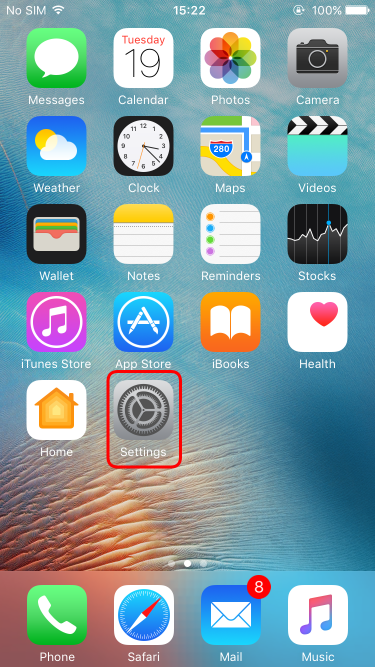 No SIM 15:22 100%
Tuesday
19
280
Messages Calendar Photos Camera
Weather Clock Maps Videos
Wallet Notes Reminders Stocks
iTunes Store App Store iBooks Health
Home Settings
8
Phone Safari Mail Music